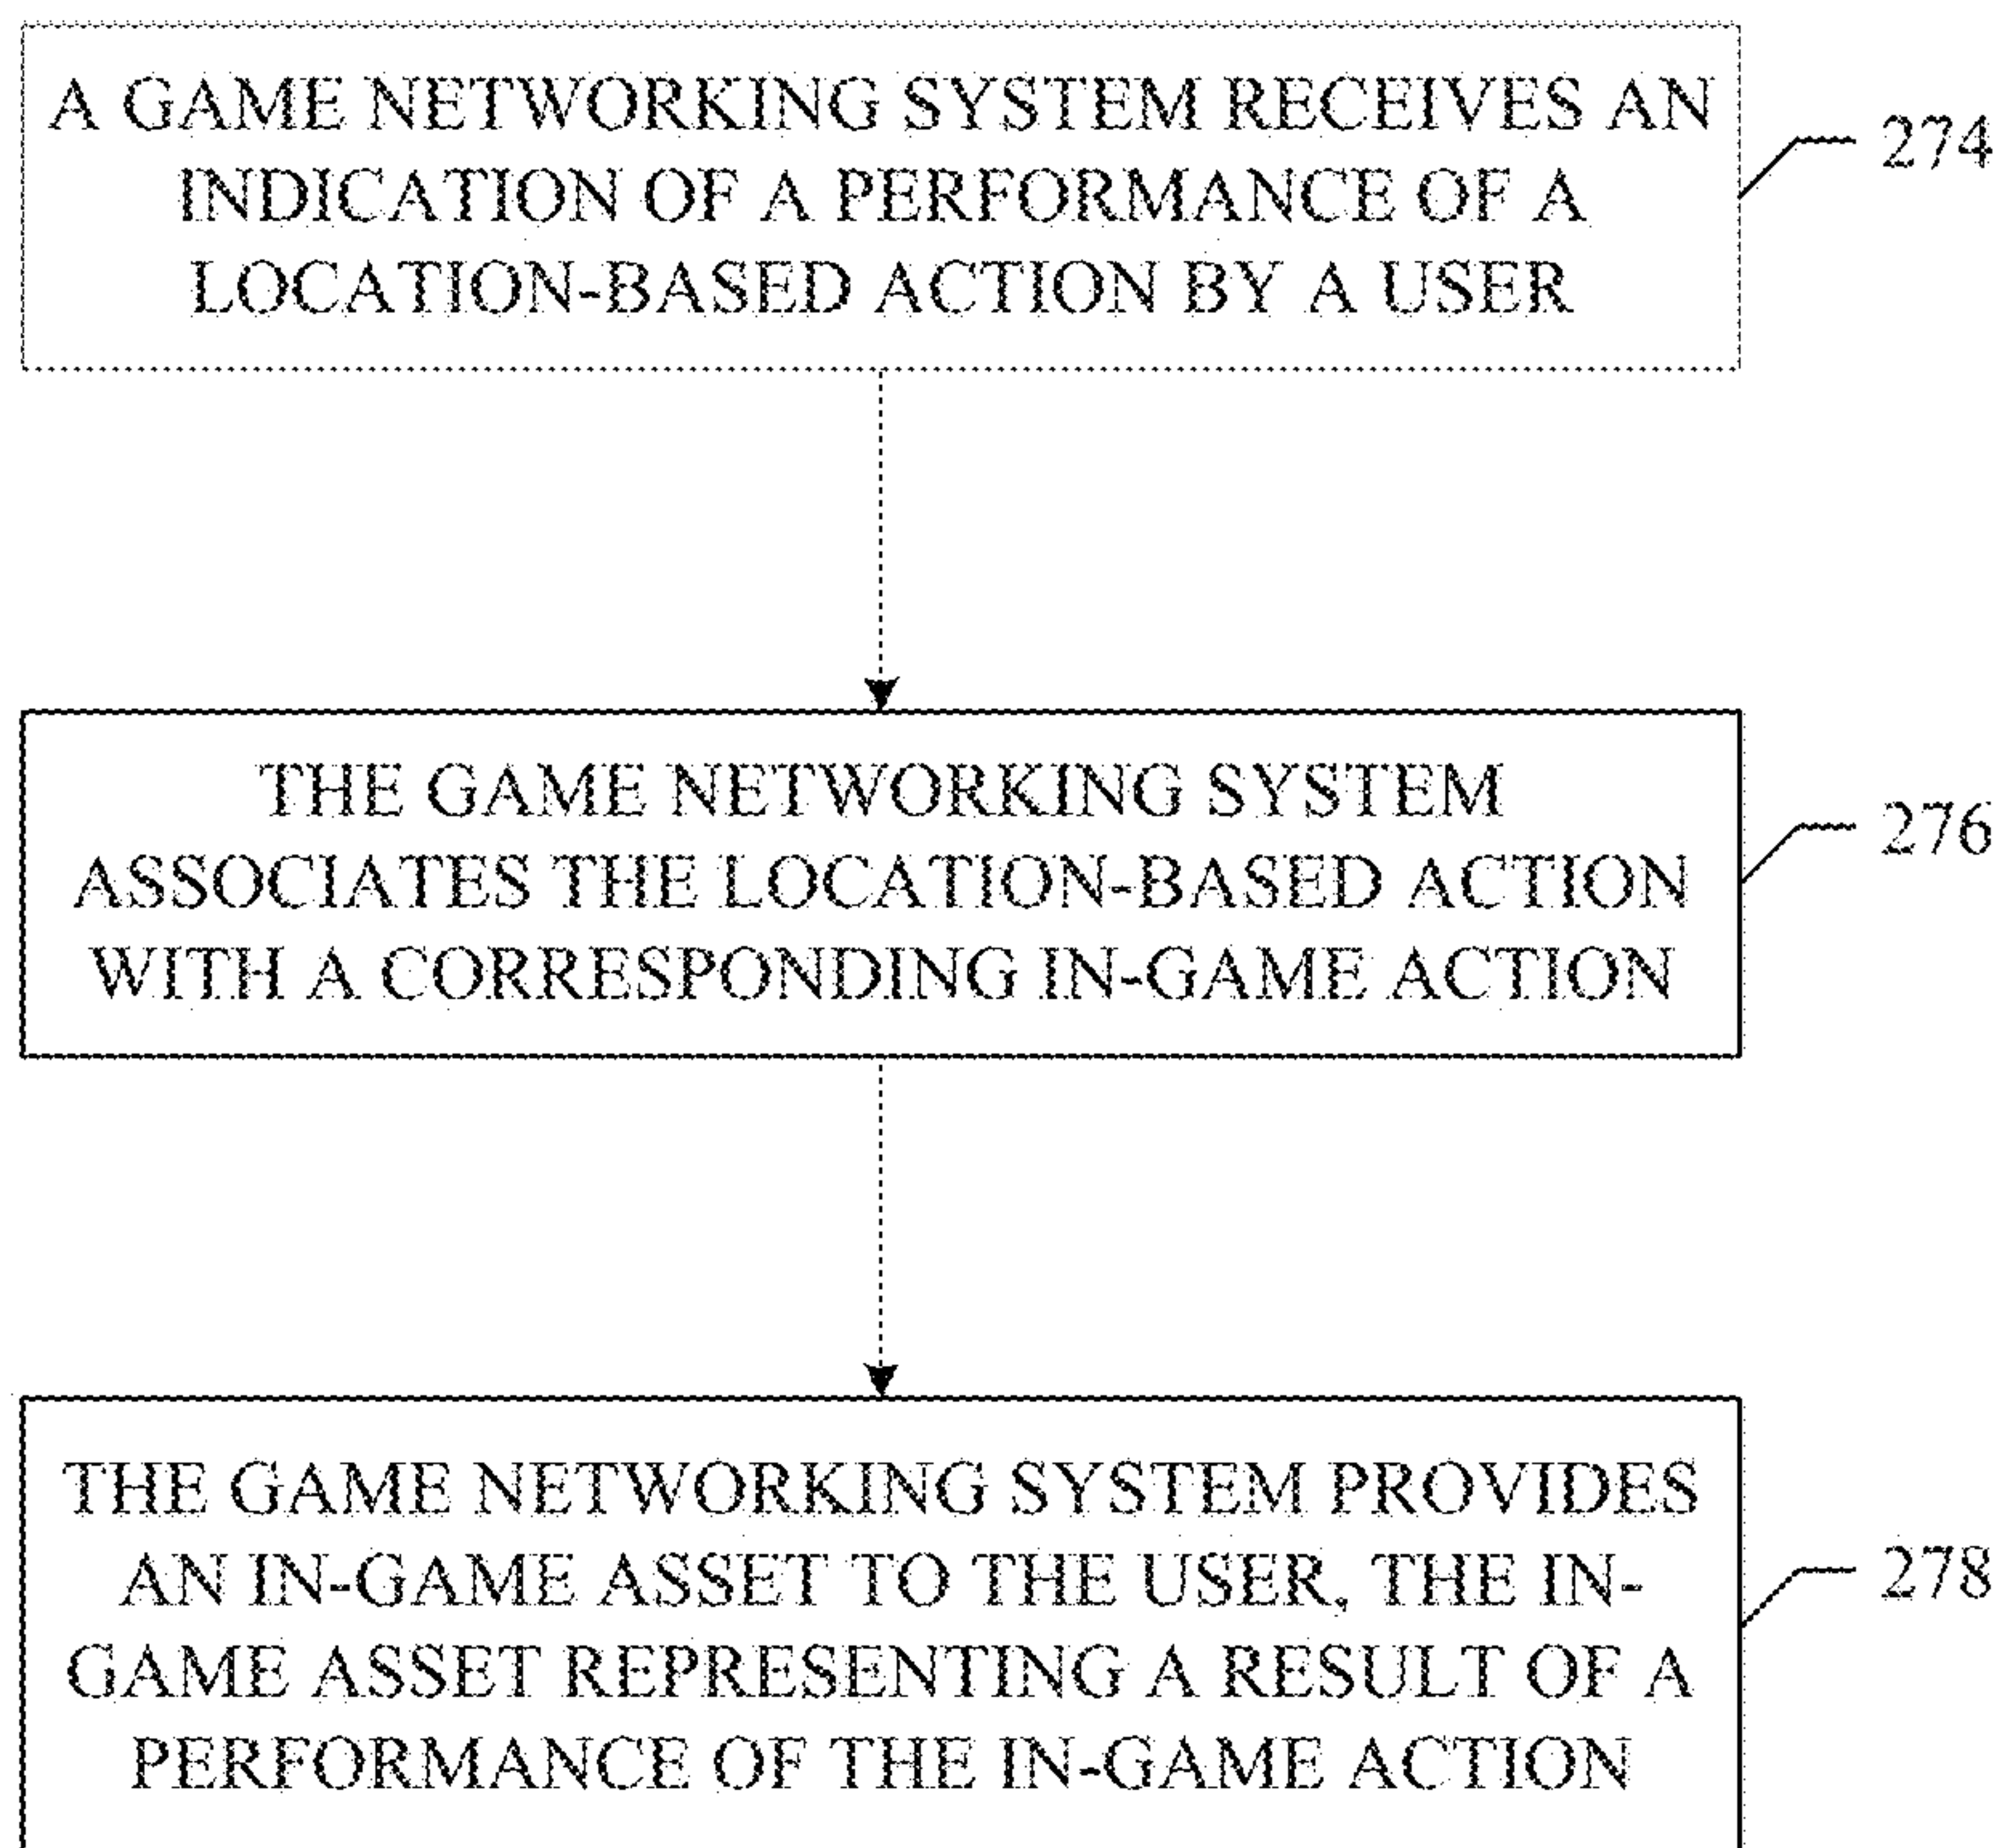 A GAME NETWORKING SYSTEM RECEIVES AN
INDICATION OF A PERFORMANCE OF A
LOCATION-BASED ACTION BY A USER
274
THE GAME NETWORKING SYSTEM
ASSOCIATES THE LOCATION-BASED ACTION
WITH A CORRESPONDING IN-GAME ACTION
276
THE GAME NETWORKING SYSTEM PROVIDES
AN IN-GAME ASSET TO THE USER, THE IN-
GAME ASSET REPRESENTING A RESULT OF A
PERFORMANCE OF THE IN-GAME ACTION
278